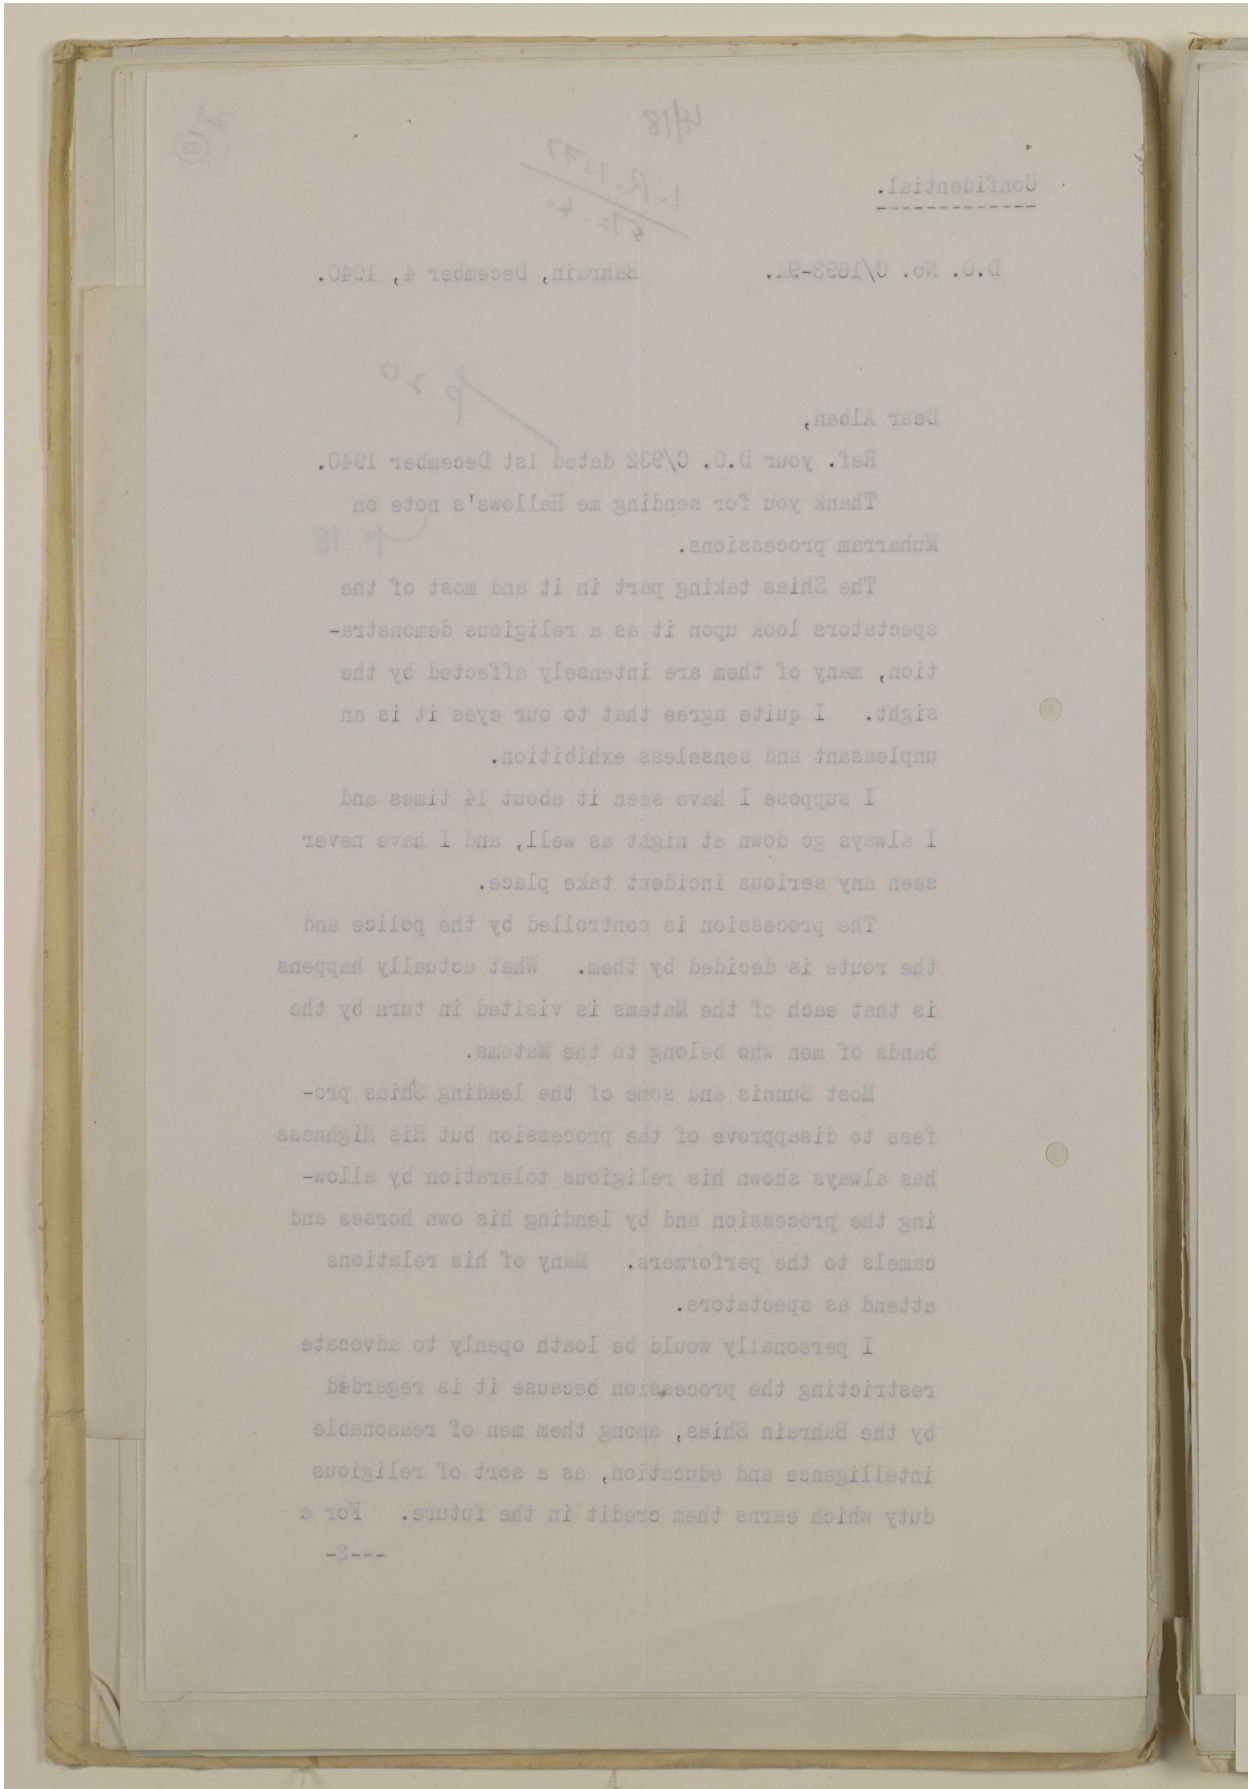 4/18
Confidential.
D.O. No. C/1693-9A. Bahrain, December 4, 1940.
p 20
Dear Alban,
Ref. your D.O. C/932 dated 1st December 1940.
Thank you for sending me Hallows's note on
Muharram processions.
p. 18
The Shias taking part in it and most of the
spectators look upon it as a religious demonstra-
tion, many of them are intensely affected by the
sight. I quite agree that to our eyes it is an
unpleasant and senseless exhibition.
I suppose I have seen it about 14 times and
I always go down at night as well, and I have never
seen any serious incident take place.
The procession is controlled by the police and
the route is decided by them. What actually happens
is that each of the Matems is visited in turn by the
bands of men who belong to the Matems.
Most Sunnis and some of the leading Shias pro-
fess to disapprove of the procession but His Highness
has always shown his religious toleration by allow-
ing the procession and by lending his own horses and
camels to the performers. Many of his relations
attend as spectators.
I personally would be loath openly to advocate
restricting the procession because it is regarded
by the Bahrain Shias, among them men of reasonable
intelligence and education, as a sort of religious
duty which earns them credit in the future. For a
---2-